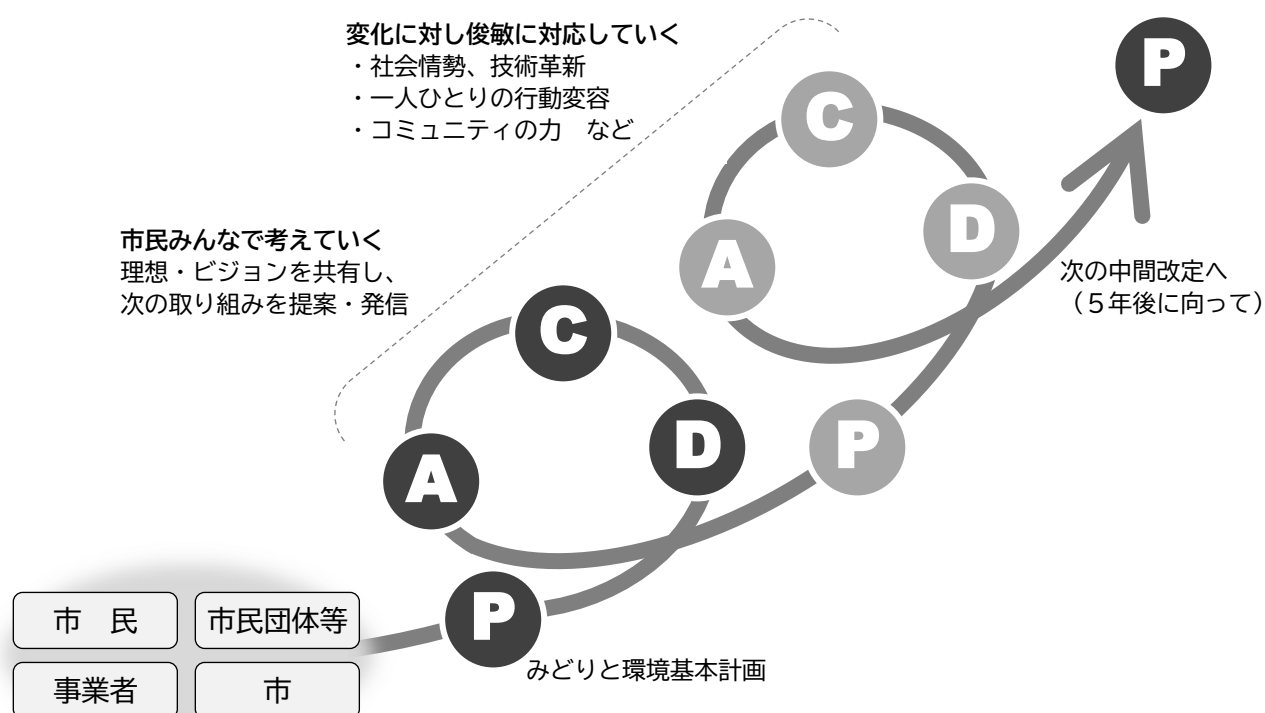 変化に対し俊敏に対応していく
・社会情勢、技術革新
・一人ひとりの行動変容
・コミュニティの力　など
市民みんなで考えていく
理想・ビジョンを共有し、
次の取り組みを提案・発信
P
C
D
A
次の中間改定へ
（５年後に向って）
P
C
D
A
P
みどりと環境基本計画
市　民
市民団体等
事業者
市